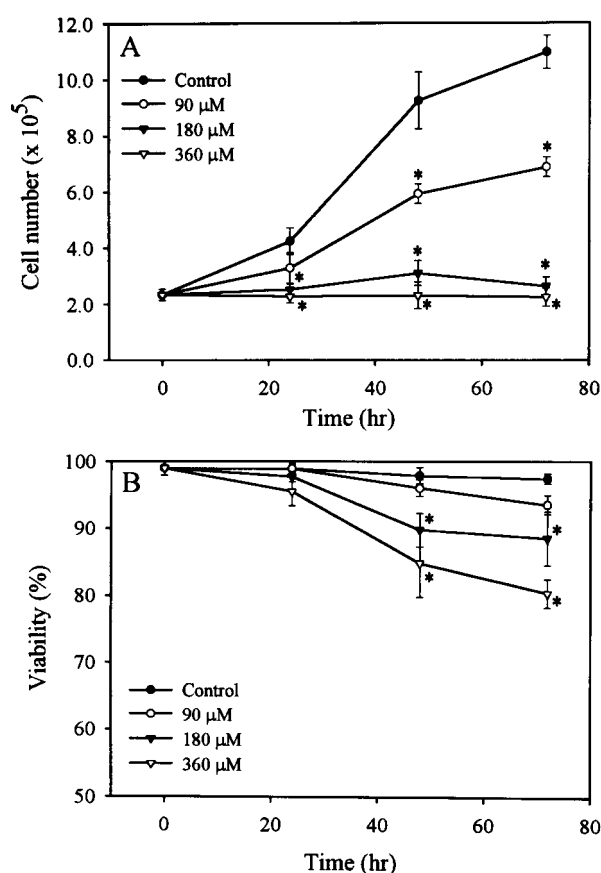 A
Control
90 μM
180 μM
360 μM
Cell number (x 10⁵)
12.0
10.0
8.0
6.0
4.0
2.0
0.0
* * * * * * * *
0 20 40 60 80
Time (hr)
B
100
90
80
70
60
50
Viability (%)
* * * *
Control
90 μM
180 μM
360 μM
0 20 40 60 80
Time (hr)